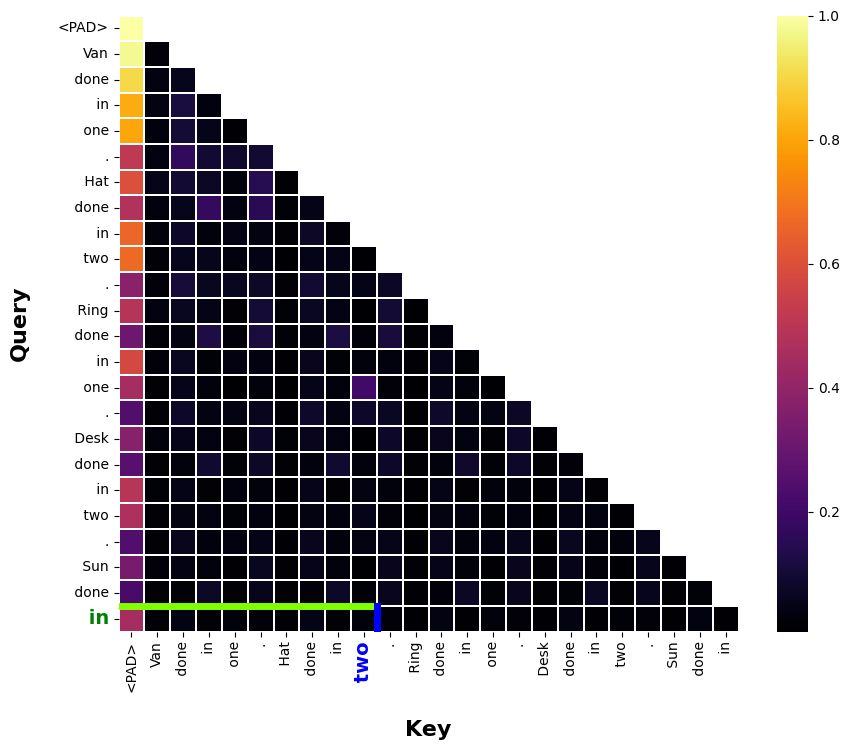 <PAD>
Van
done
in
one
.
Hat
done
in
two
.
Ring
done
in
one
.
Desk
done
in
two
.
Sun
done
in
Query
<PAD> Van done in one . Hat done in two . Ring done in one . Desk done in two . Sun done in
Key
1.0
0.8
0.6
0.4
0.2